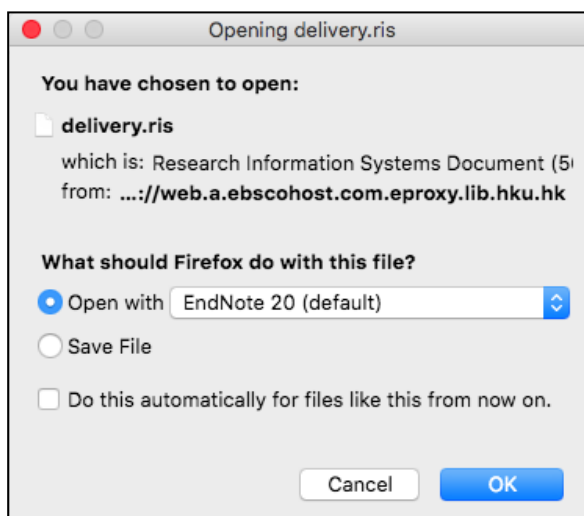 Opening delivery.ris
You have chosen to open:
delivery.ris
which is: Research Information Systems Document (5
from: ...://web.a.ebscohost.com.eproxy.lib.hku.hk
What should Firefox do with this file?
Open with EndNote 20 (default)
Save File
Do this automatically for files like this from now on.
Cancel OK